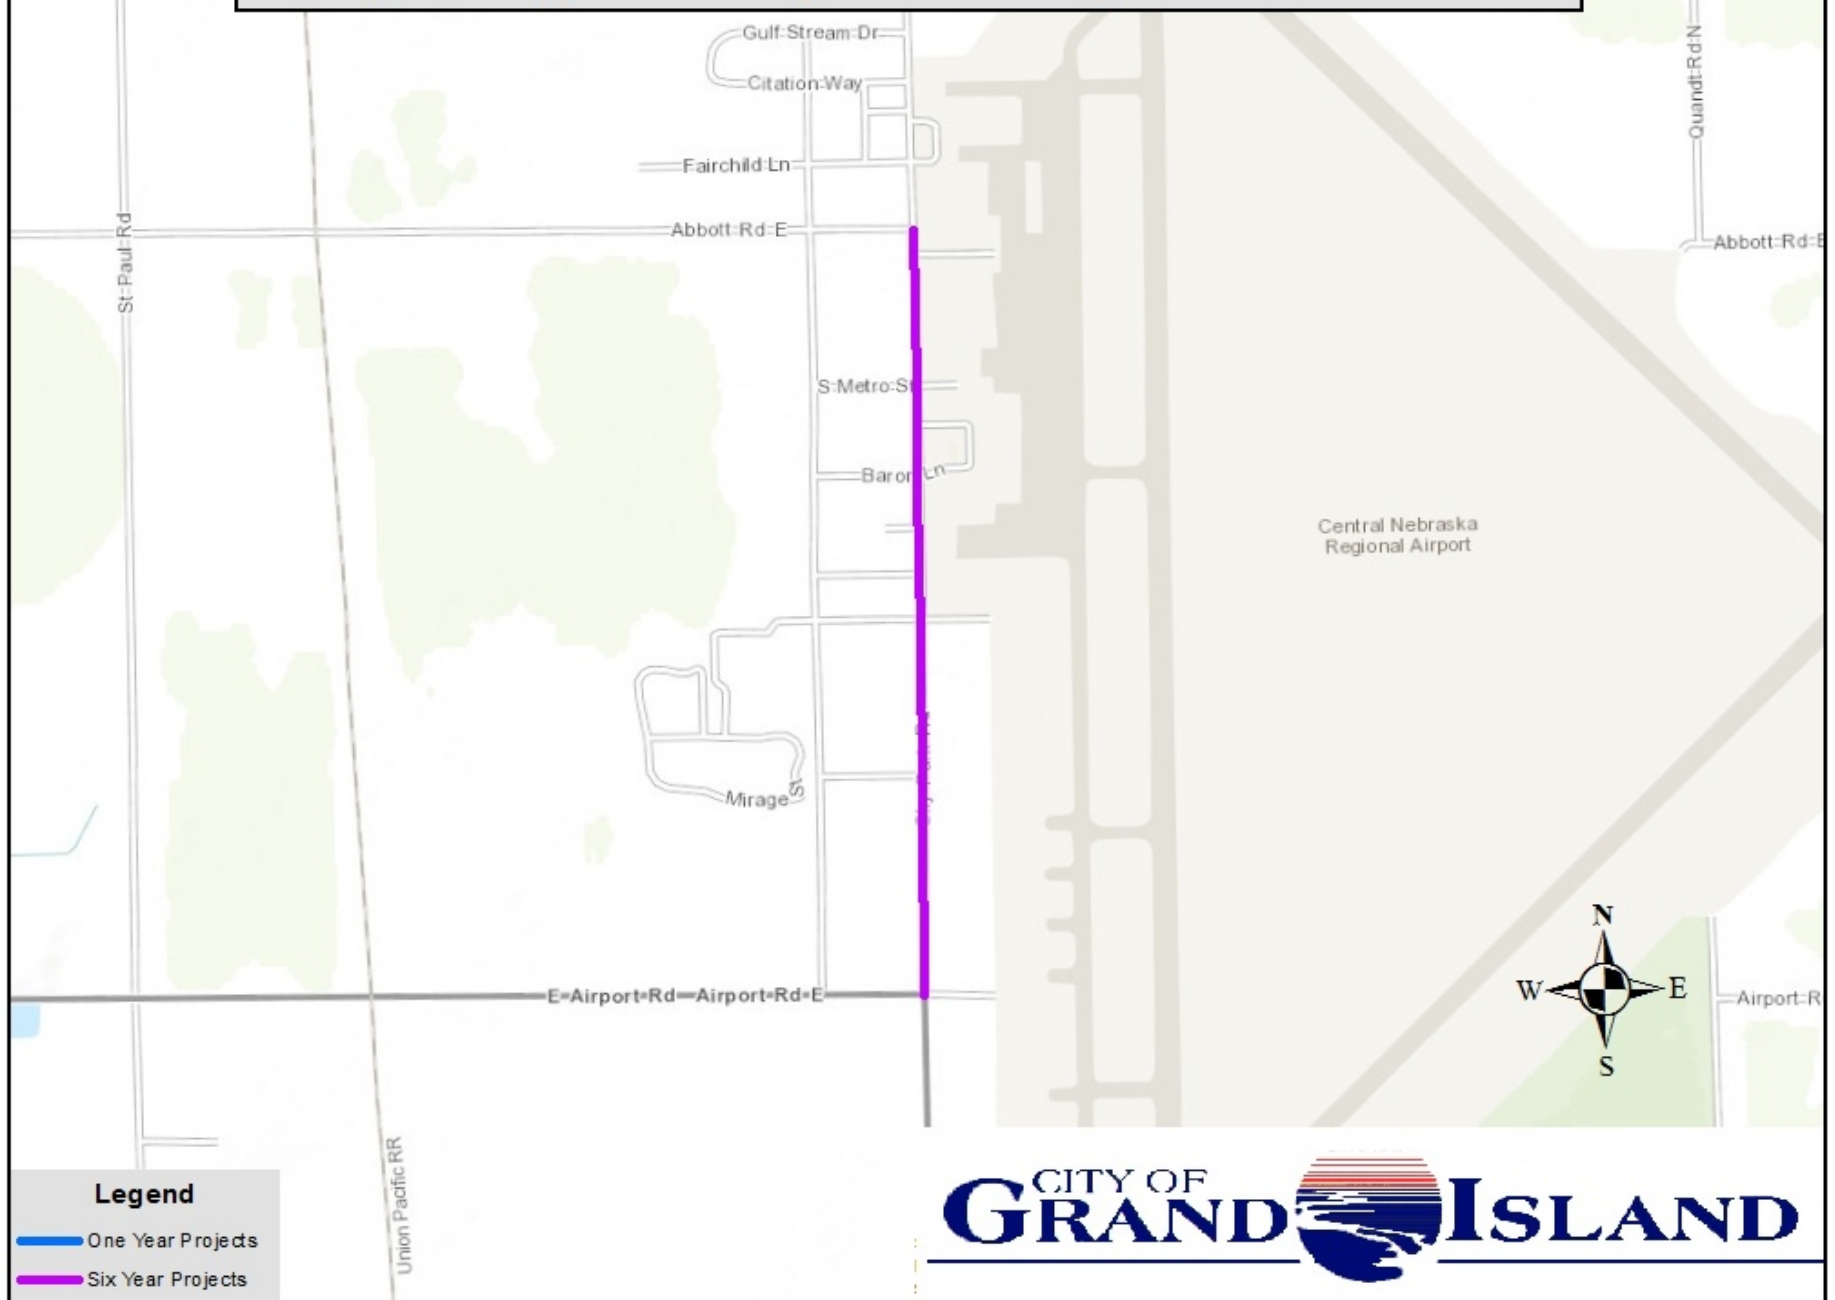 Gulf Stream Dr
Citation Way
Quandt Rd N
Fairchild Ln
St Paul Rd
Abbott Rd E
Abbott Rd E
S Metro St
Baron Ln
Central Nebraska
Regional Airport
Mirage St
N
W E
S
E Airport Rd Airport Rd E
Airport R
Union Pacific RR
Legend
One Year Projects
Six Year Projects
CITY OF
GRAND ISLAND